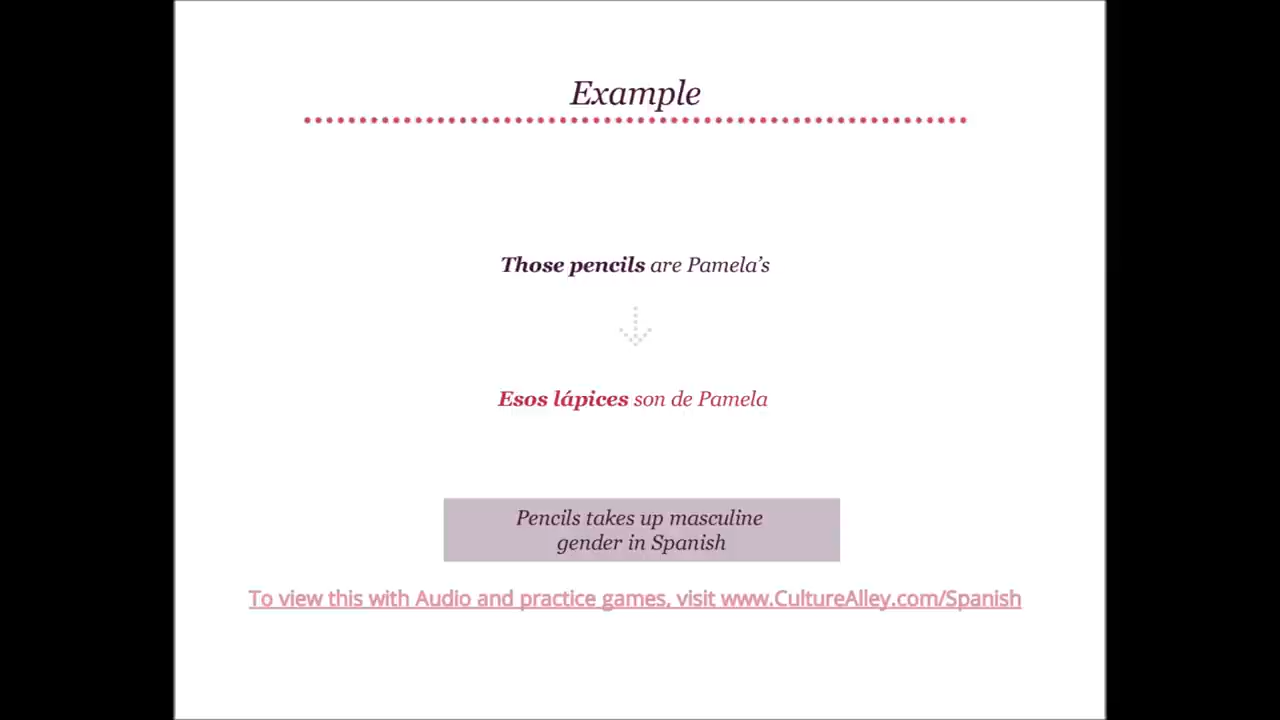 Example
Those pencils are Pamela’s
Esos lápices son de Pamela
Pencils takes up masculine
gender in Spanish
To view this with Audio and practice games, visit www.CultureAlley.com/Spanish